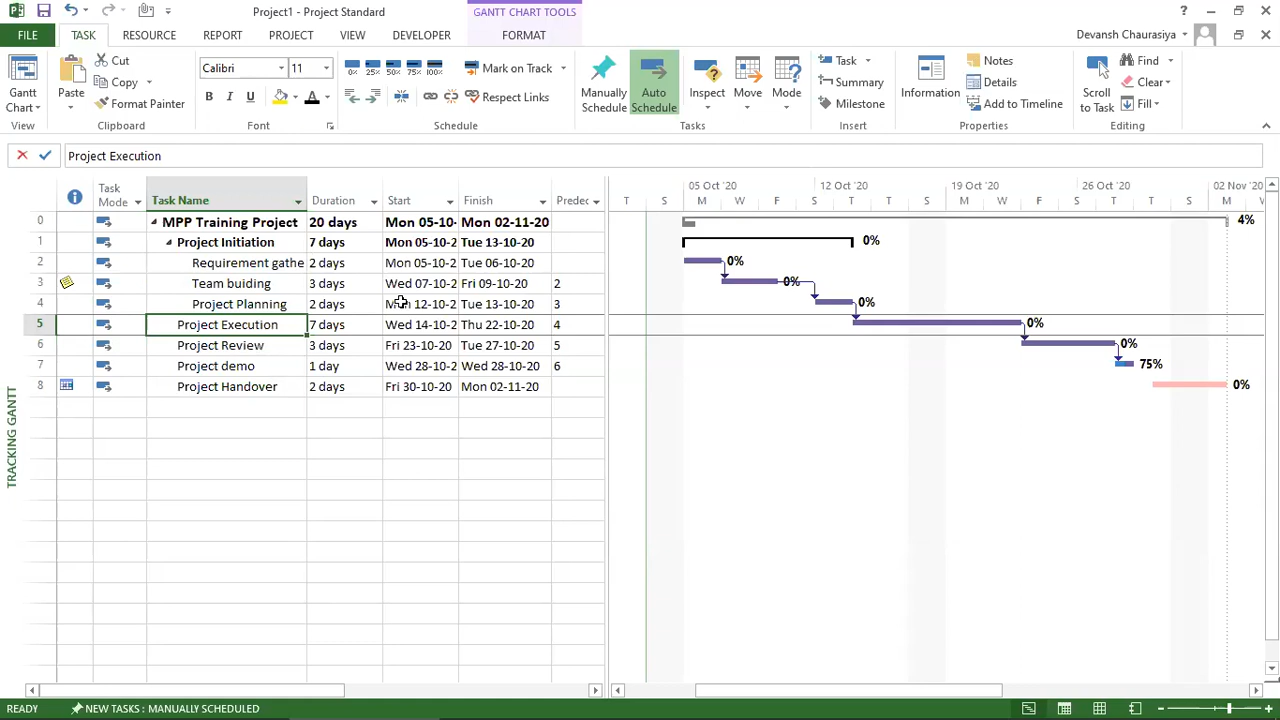 Project1 - Project Standard
GANTT CHART TOOLS
?
FILE
TASK
RESOURCE
REPORT
PROJECT
VIEW
DEVELOPER
FORMAT
Devansh Chaurasiya
Gantt Chart
View
Paste
Cut
Copy
Format Painter
Clipboard
Calibri
11
B I U A
Font
0% 25% 50% 75% 100%
Mark on Track
Respect Links
Schedule
Manually Schedule
Auto Schedule
Inspect
Move
Mode
Tasks
Task
Summary
Milestone
Insert
Information
Notes
Details
Add to Timeline
Properties
Scroll to Task
Find
Clear
Fill
Editing
Project Execution
Task Mode
Task Name
Duration
Start
Finish
Predec
05 Oct '20 12 Oct '20 19 Oct '20 26 Oct '20 02 Nov '20
T S M W F S T T S M W F S T T S M W
0 MPP Training Project 20 days Mon 05-10- Mon 02-11-20 4%
1 Project Initiation 7 days Mon 05-10-2 Tue 13-10-20 0%
2 Requirement gathe 2 days Mon 05-10-2 Tue 06-10-20 0%
3 Team buiding 3 days Wed 07-10-2 Fri 09-10-20 2 0%
4 Project Planning 2 days Mon 12-10-2 Tue 13-10-20 3 0%
5 Project Execution 7 days Wed 14-10-2 Thu 22-10-20 4 0%
6 Project Review 3 days Fri 23-10-20 Tue 27-10-20 5 0%
7 Project demo 1 day Wed 28-10-2 Wed 28-10-20 6 75%
8 Project Handover 2 days Fri 30-10-20 Mon 02-11-20 0%
TRACKING GANTT
READY
NEW TASKS : MANUALLY SCHEDULED